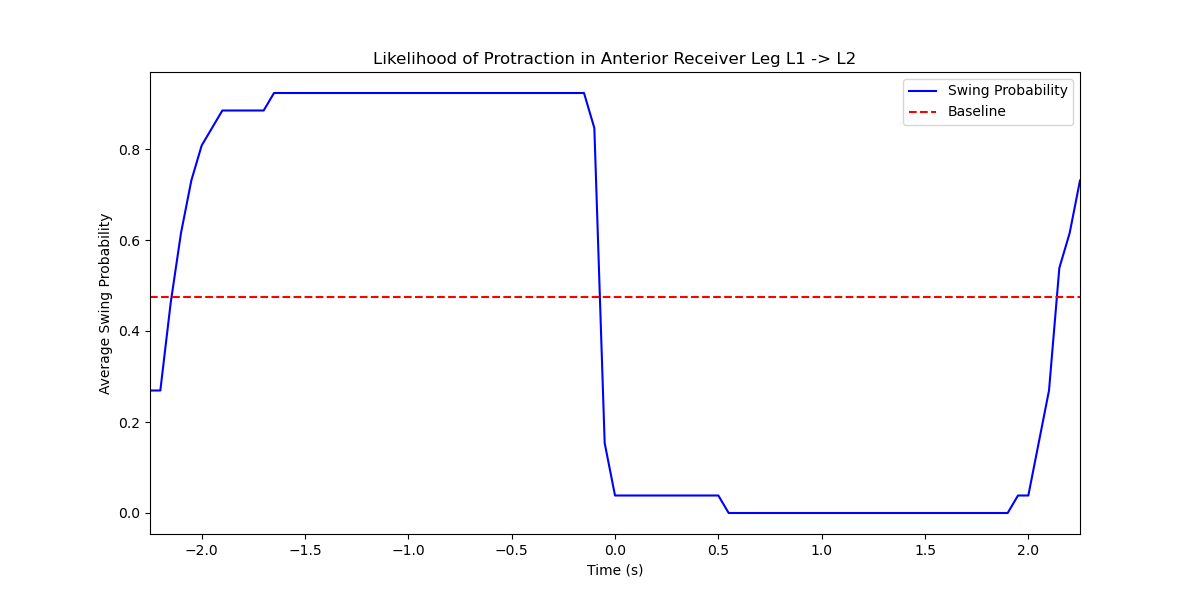 Likelihood of Protraction in Anterior Receiver Leg L1 -> L2
Swing Probability
Baseline
Average Swing Probability
0.8
0.6
0.4
0.2
0.0
−2.0 −1.5 −1.0 −0.5 0.0 0.5 1.0 1.5 2.0
Time (s)